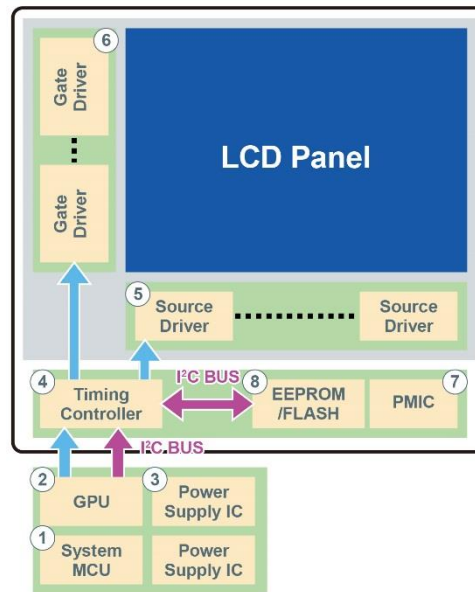 6
Gate
Driver
Gate
Driver
LCD Panel
5
Source
Driver
Source
Driver
4
Timing
Controller
I²C BUS
8
EEPROM
/FLASH
7
PMIC
I²C BUS
2
GPU
3
Power
Supply IC
1
System
MCU
Power
Supply IC